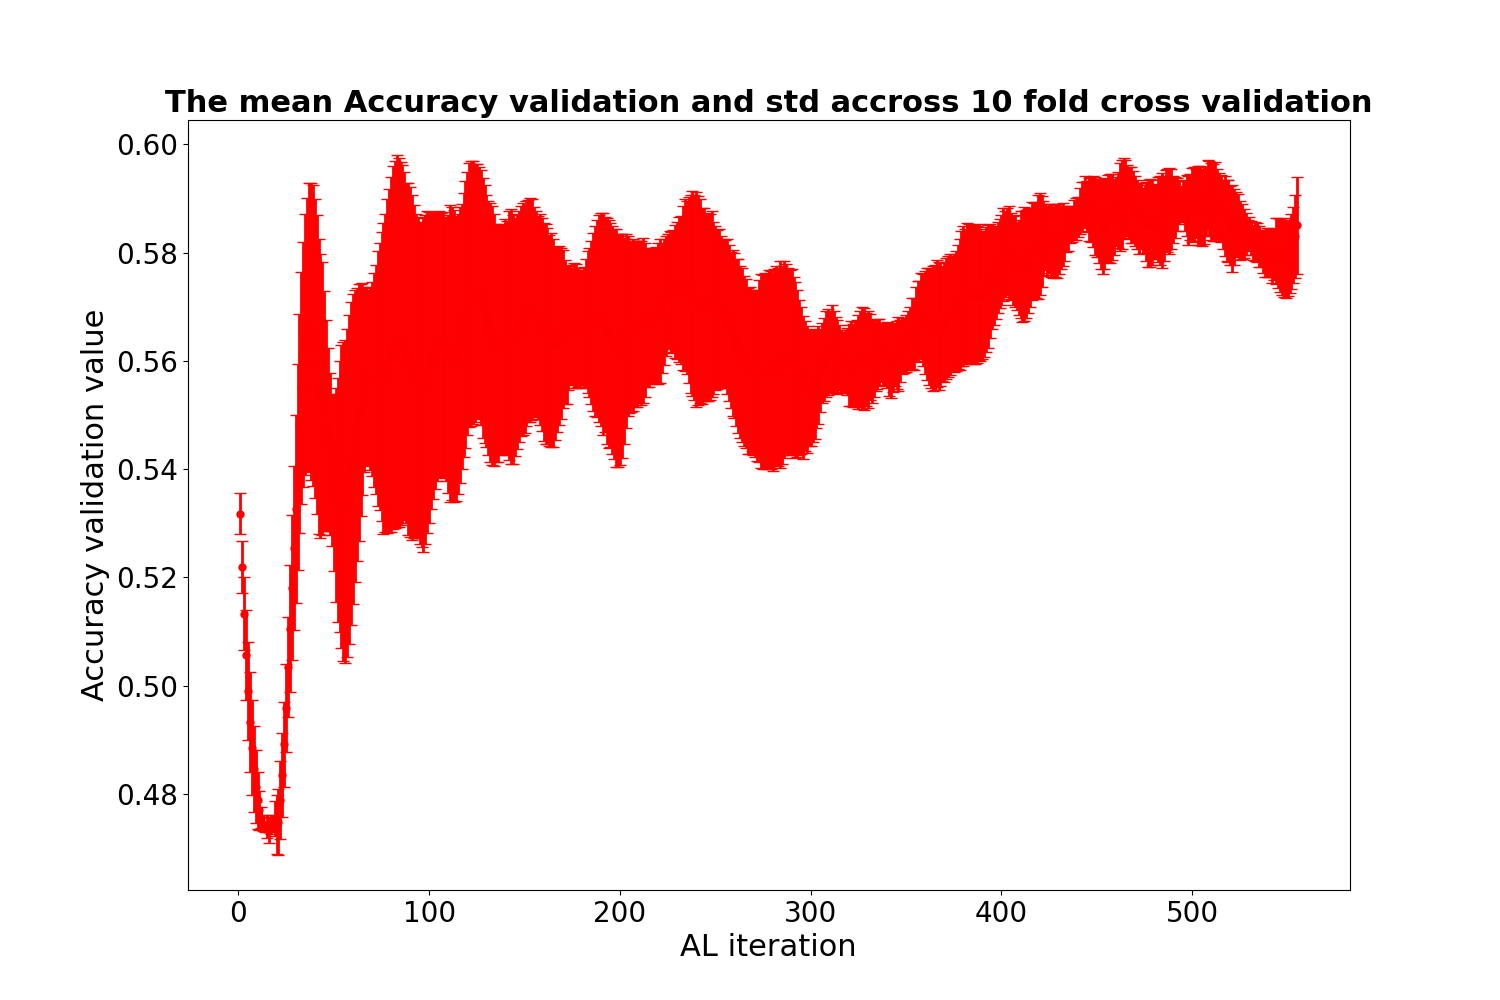 The mean Accuracy validation and std accross 10 fold cross validation
0.60
0.58
0.56
0.54
0.52
0.50
0.48
Accuracy validation value
0 100 200 300 400 500
AL iteration